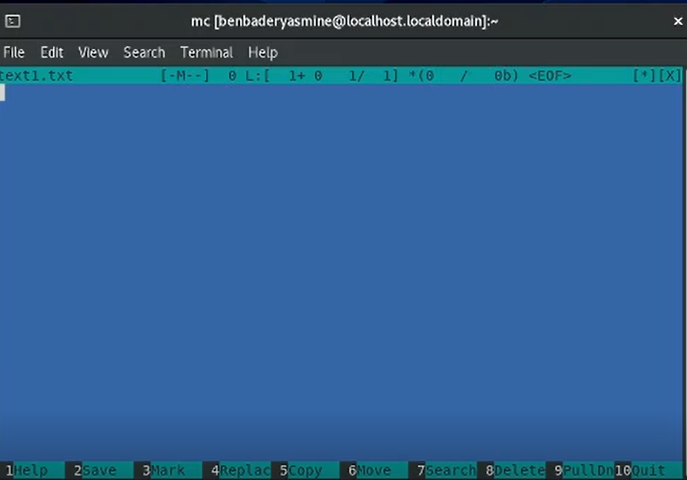 mc [benbaderyasmine@localhost.localdomain]:~
File Edit View Search Terminal Help
text1.txt [-M--] 0 L:[ 1+ 0 1/ 1] *(0 / 0b) <EOF> [*][X]
1Help 2Save 3Mark 4Replac 5Copy 6Move 7Search 8Delete 9PullDn 10Quit